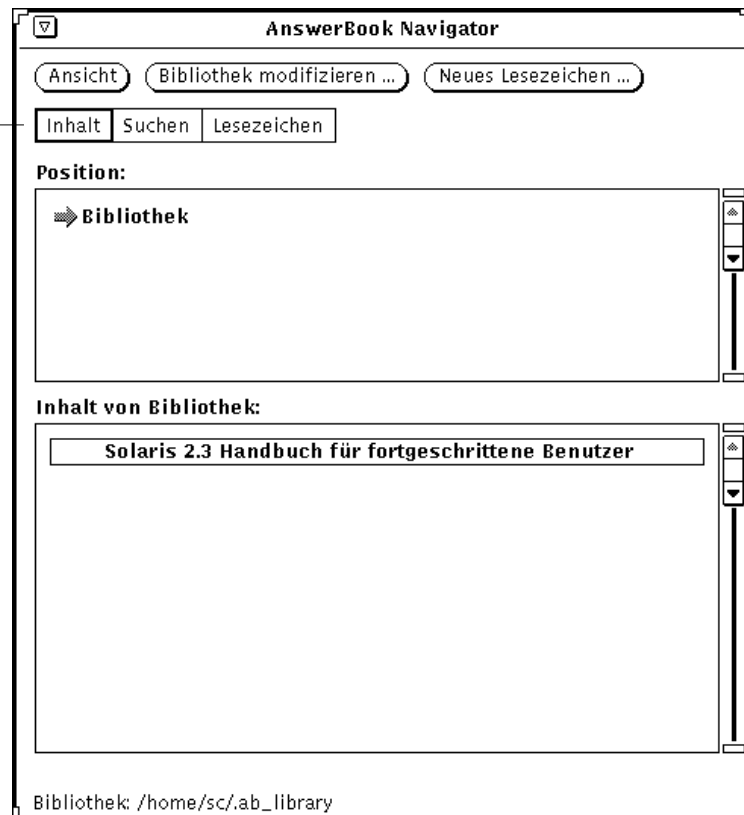 AnswerBook Navigator
Ansicht Bibliothek modifizieren ... Neues Lesezeichen ...
Inhalt Suchen Lesezeichen
Position:
Bibliothek
Inhalt von Bibliothek:
Solaris 2.3 Handbuch für fortgeschrittene Benutzer
Bibliothek: /home/sc/.ab_library